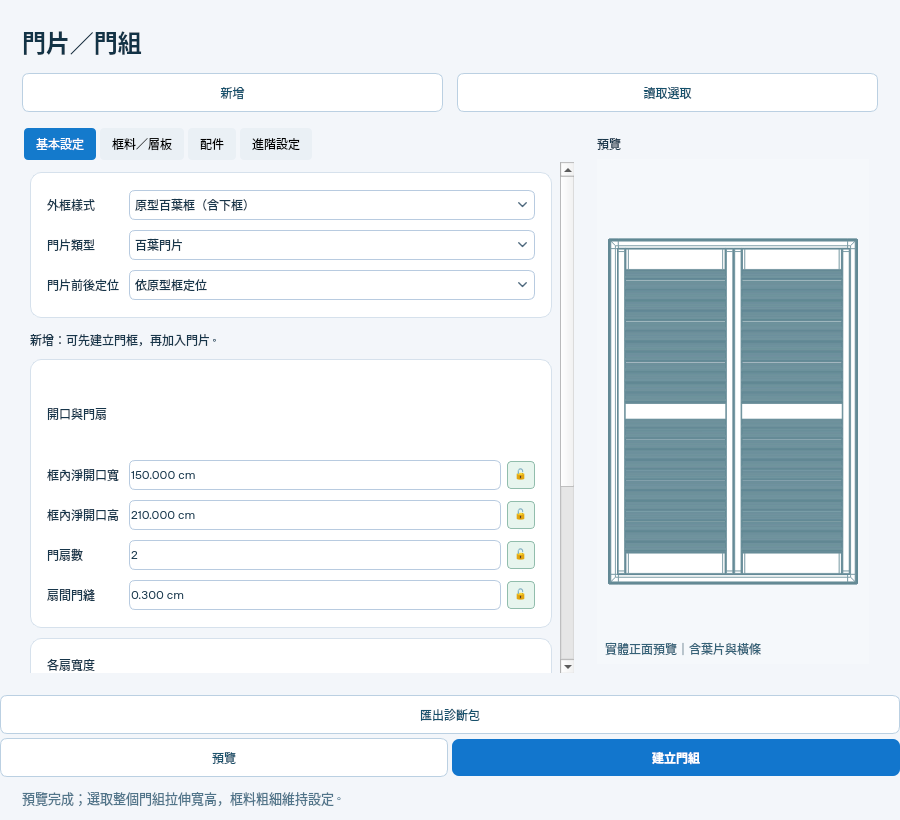 門片／門組
新增
讀取選取
基本設定
框料／層板
配件
進階設定
預覽
外框樣式
原型百葉框（含下框）
門片類型
百葉門片
門片前後定位
依原型框定位
新增：可先建立門框，再加入門片。
開口與門扇
框內淨開口寬
150.000 cm
框內淨開口高
210.000 cm
門扇數
2
扇間門縫
0.300 cm
各扇寬度
實體正面預覽｜含葉片與橫條
匯出診斷包
預覽
建立門組
預覽完成；選取整個門組拉伸寬高，框料粗細維持設定。